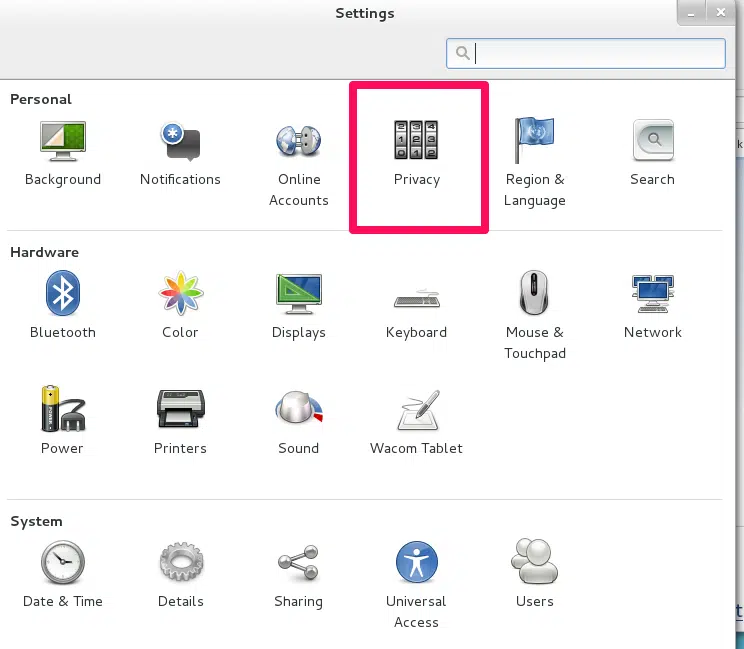 Settings
Personal
Background
Notifications
Online
Accounts
Privacy
Region &
Language
Search
Hardware
Bluetooth
Color
Displays
Keyboard
Mouse &
Touchpad
Network
Power
Printers
Sound
Wacom Tablet
System
Date & Time
Details
Sharing
Universal
Access
Users